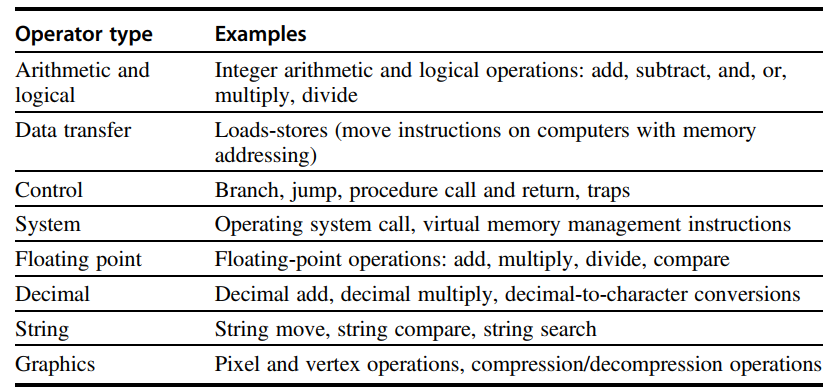 Operator type Examples
Arithmetic and Integer arithmetic and logical operations: add, subtract, and, or,
logical multiply, divide
Data transfer Loads-stores (move instructions on computers with memory
addressing)
Control Branch, jump, procedure call and return, traps
System Operating system call, virtual memory management instructions
Floating point Floating-point operations: add, multiply, divide, compare
Decimal Decimal add, decimal multiply, decimal-to-character conversions
String String move, string compare, string search
Graphics Pixel and vertex operations, compression/decompression operations